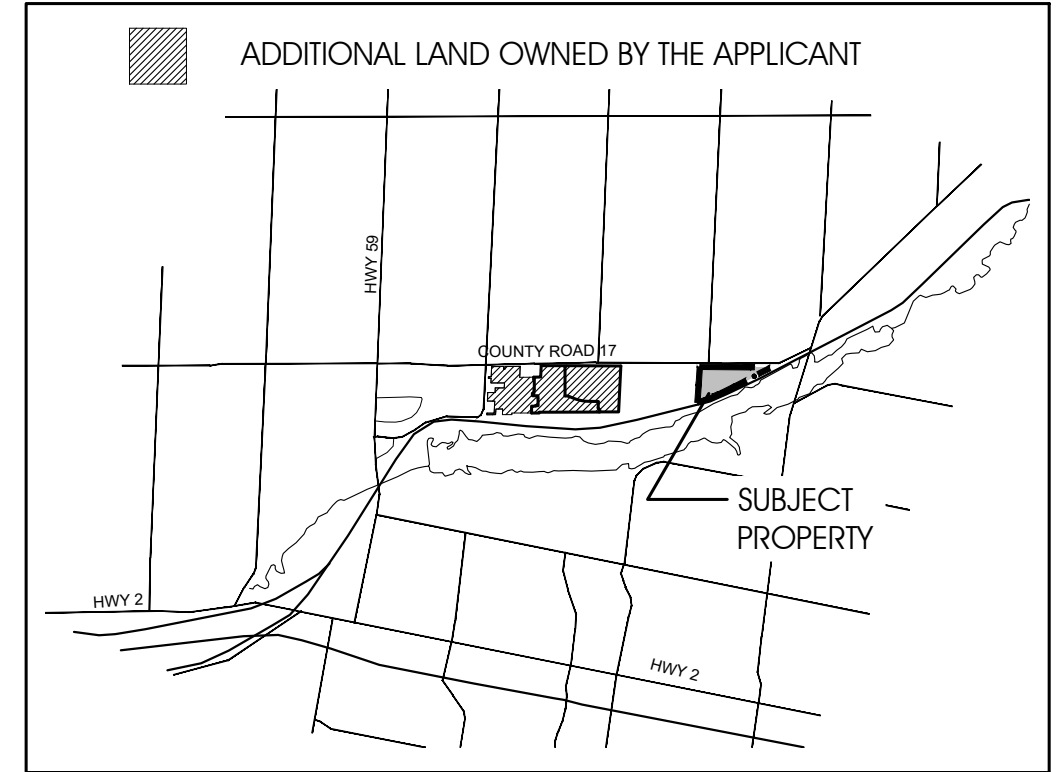 ADDITIONAL LAND OWNED BY THE APPLICANT
HWY 59
COUNTY ROAD 17
SUBJECT
PROPERTY
HWY 2
HWY 2